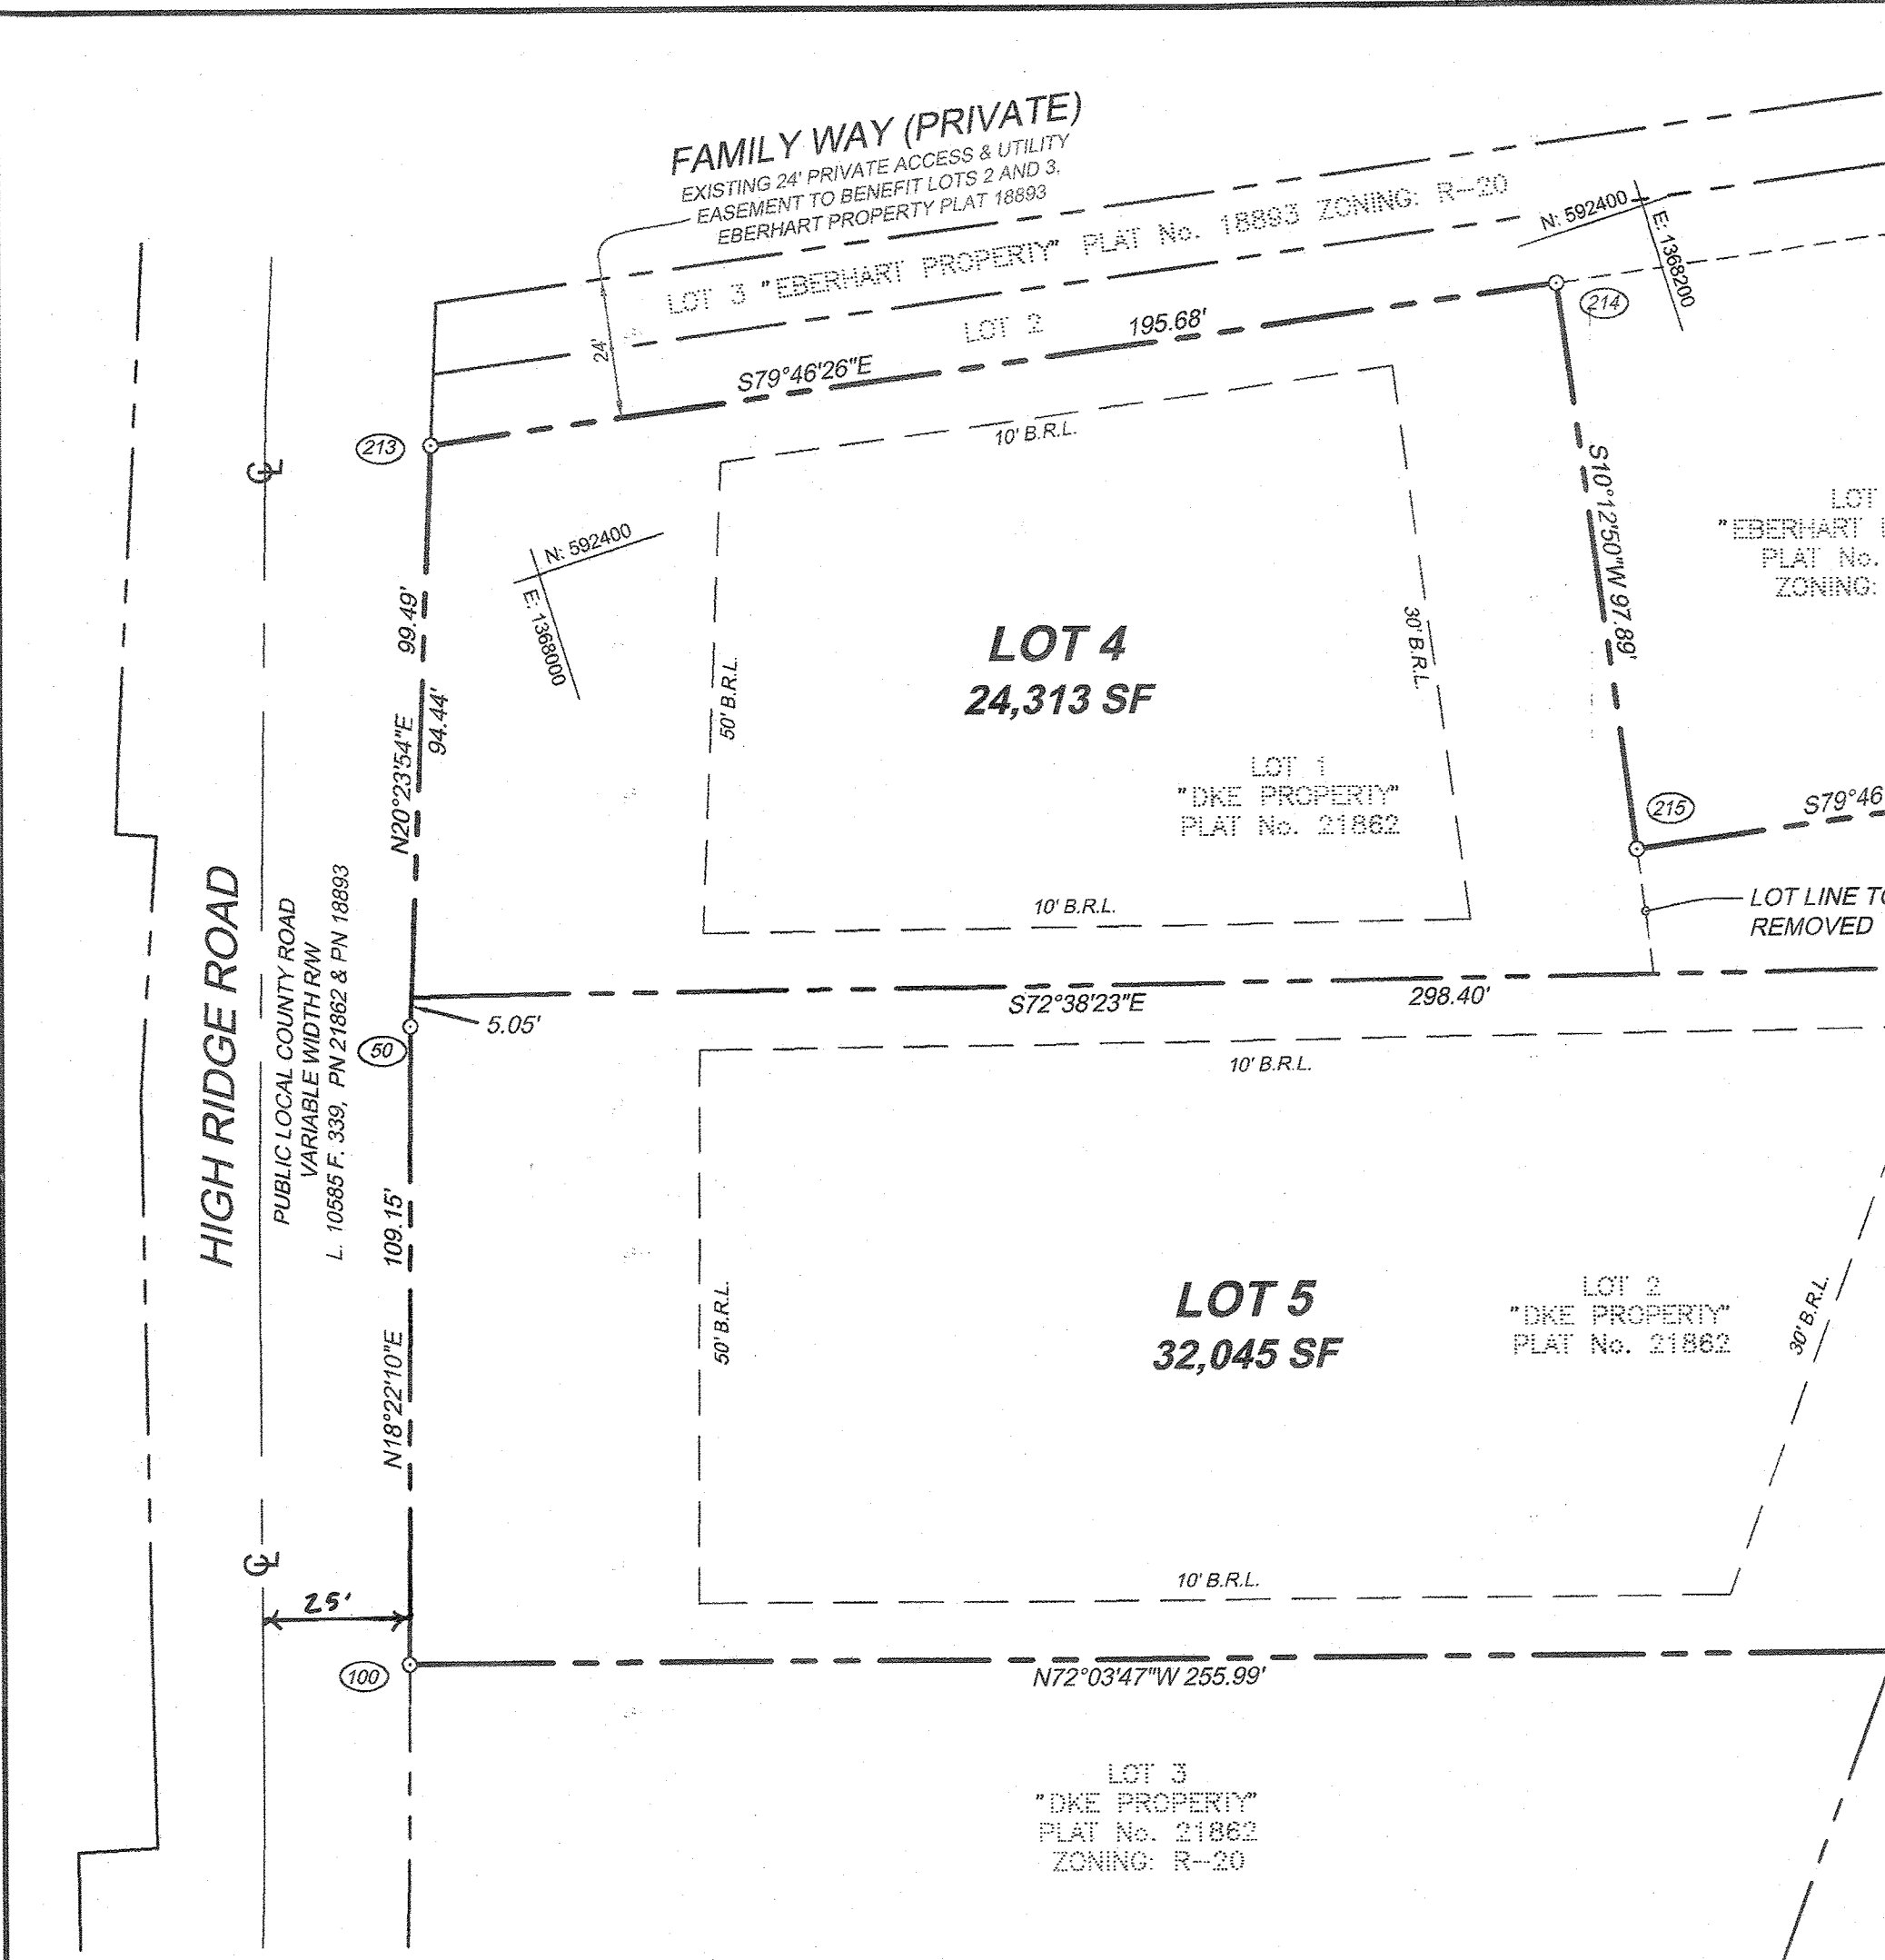 FAMILY WAY (PRIVATE)
EXISTING 24' PRIVATE ACCESS & UTILITY
EASEMENT TO BENEFIT LOTS 2 AND 3,
EBERHART PROPERTY PLAT 18893
LOT 3 "EBERHART PROPERTY" PLAT No. 18893 ZONING: R-20
N: 592400
E: 1368200
24'
LOT 2
195.68'
S79°46'26"E
214
213
10' B.R.L.
CL
N: 592400
E: 1368000
99.49'
94.44'
N20°23'54"E
S10°12'50"W 97.89'
LOT
"EBERHART
PLAT No.
ZONING:
LOT 4
24,313 SF
50' B.R.L.
30' B.R.L.
LOT 1
"DKE PROPERTY"
PLAT No. 21862
215
S79°46
10' B.R.L.
LOT LINE TO
REMOVED
S72°38'23"E
298.40'
5.05'
50
10' B.R.L.
HIGH RIDGE ROAD
PUBLIC LOCAL COUNTY ROAD
VARIABLE WIDTH R/W
L. 10585 F. 339, PN 21862 & PN 18893
109.15'
N18°22'10"E
50' B.R.L.
LOT 5
32,045 SF
LOT 2
"DKE PROPERTY"
PLAT No. 21862
30' B.R.L.
10' B.R.L.
CL
25'
100
N72°03'47"W 255.99'
LOT 3
"DKE PROPERTY"
PLAT No. 21862
ZONING: R-20